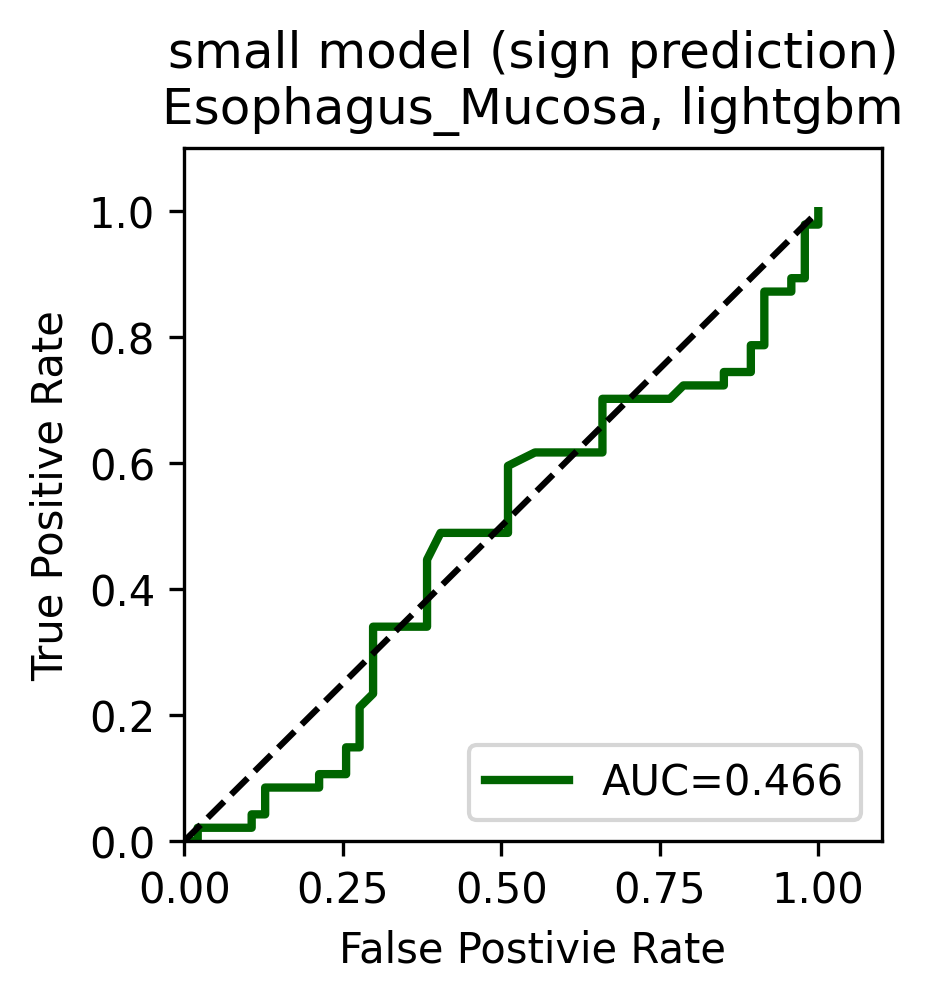 small model (sign prediction)
Esophagus_Mucosa, lightgbm
1.0
0.8
0.6
0.4
0.2
0.0
True Positive Rate
AUC=0.466
0.00 0.25 0.50 0.75 1.00
False Postivie Rate